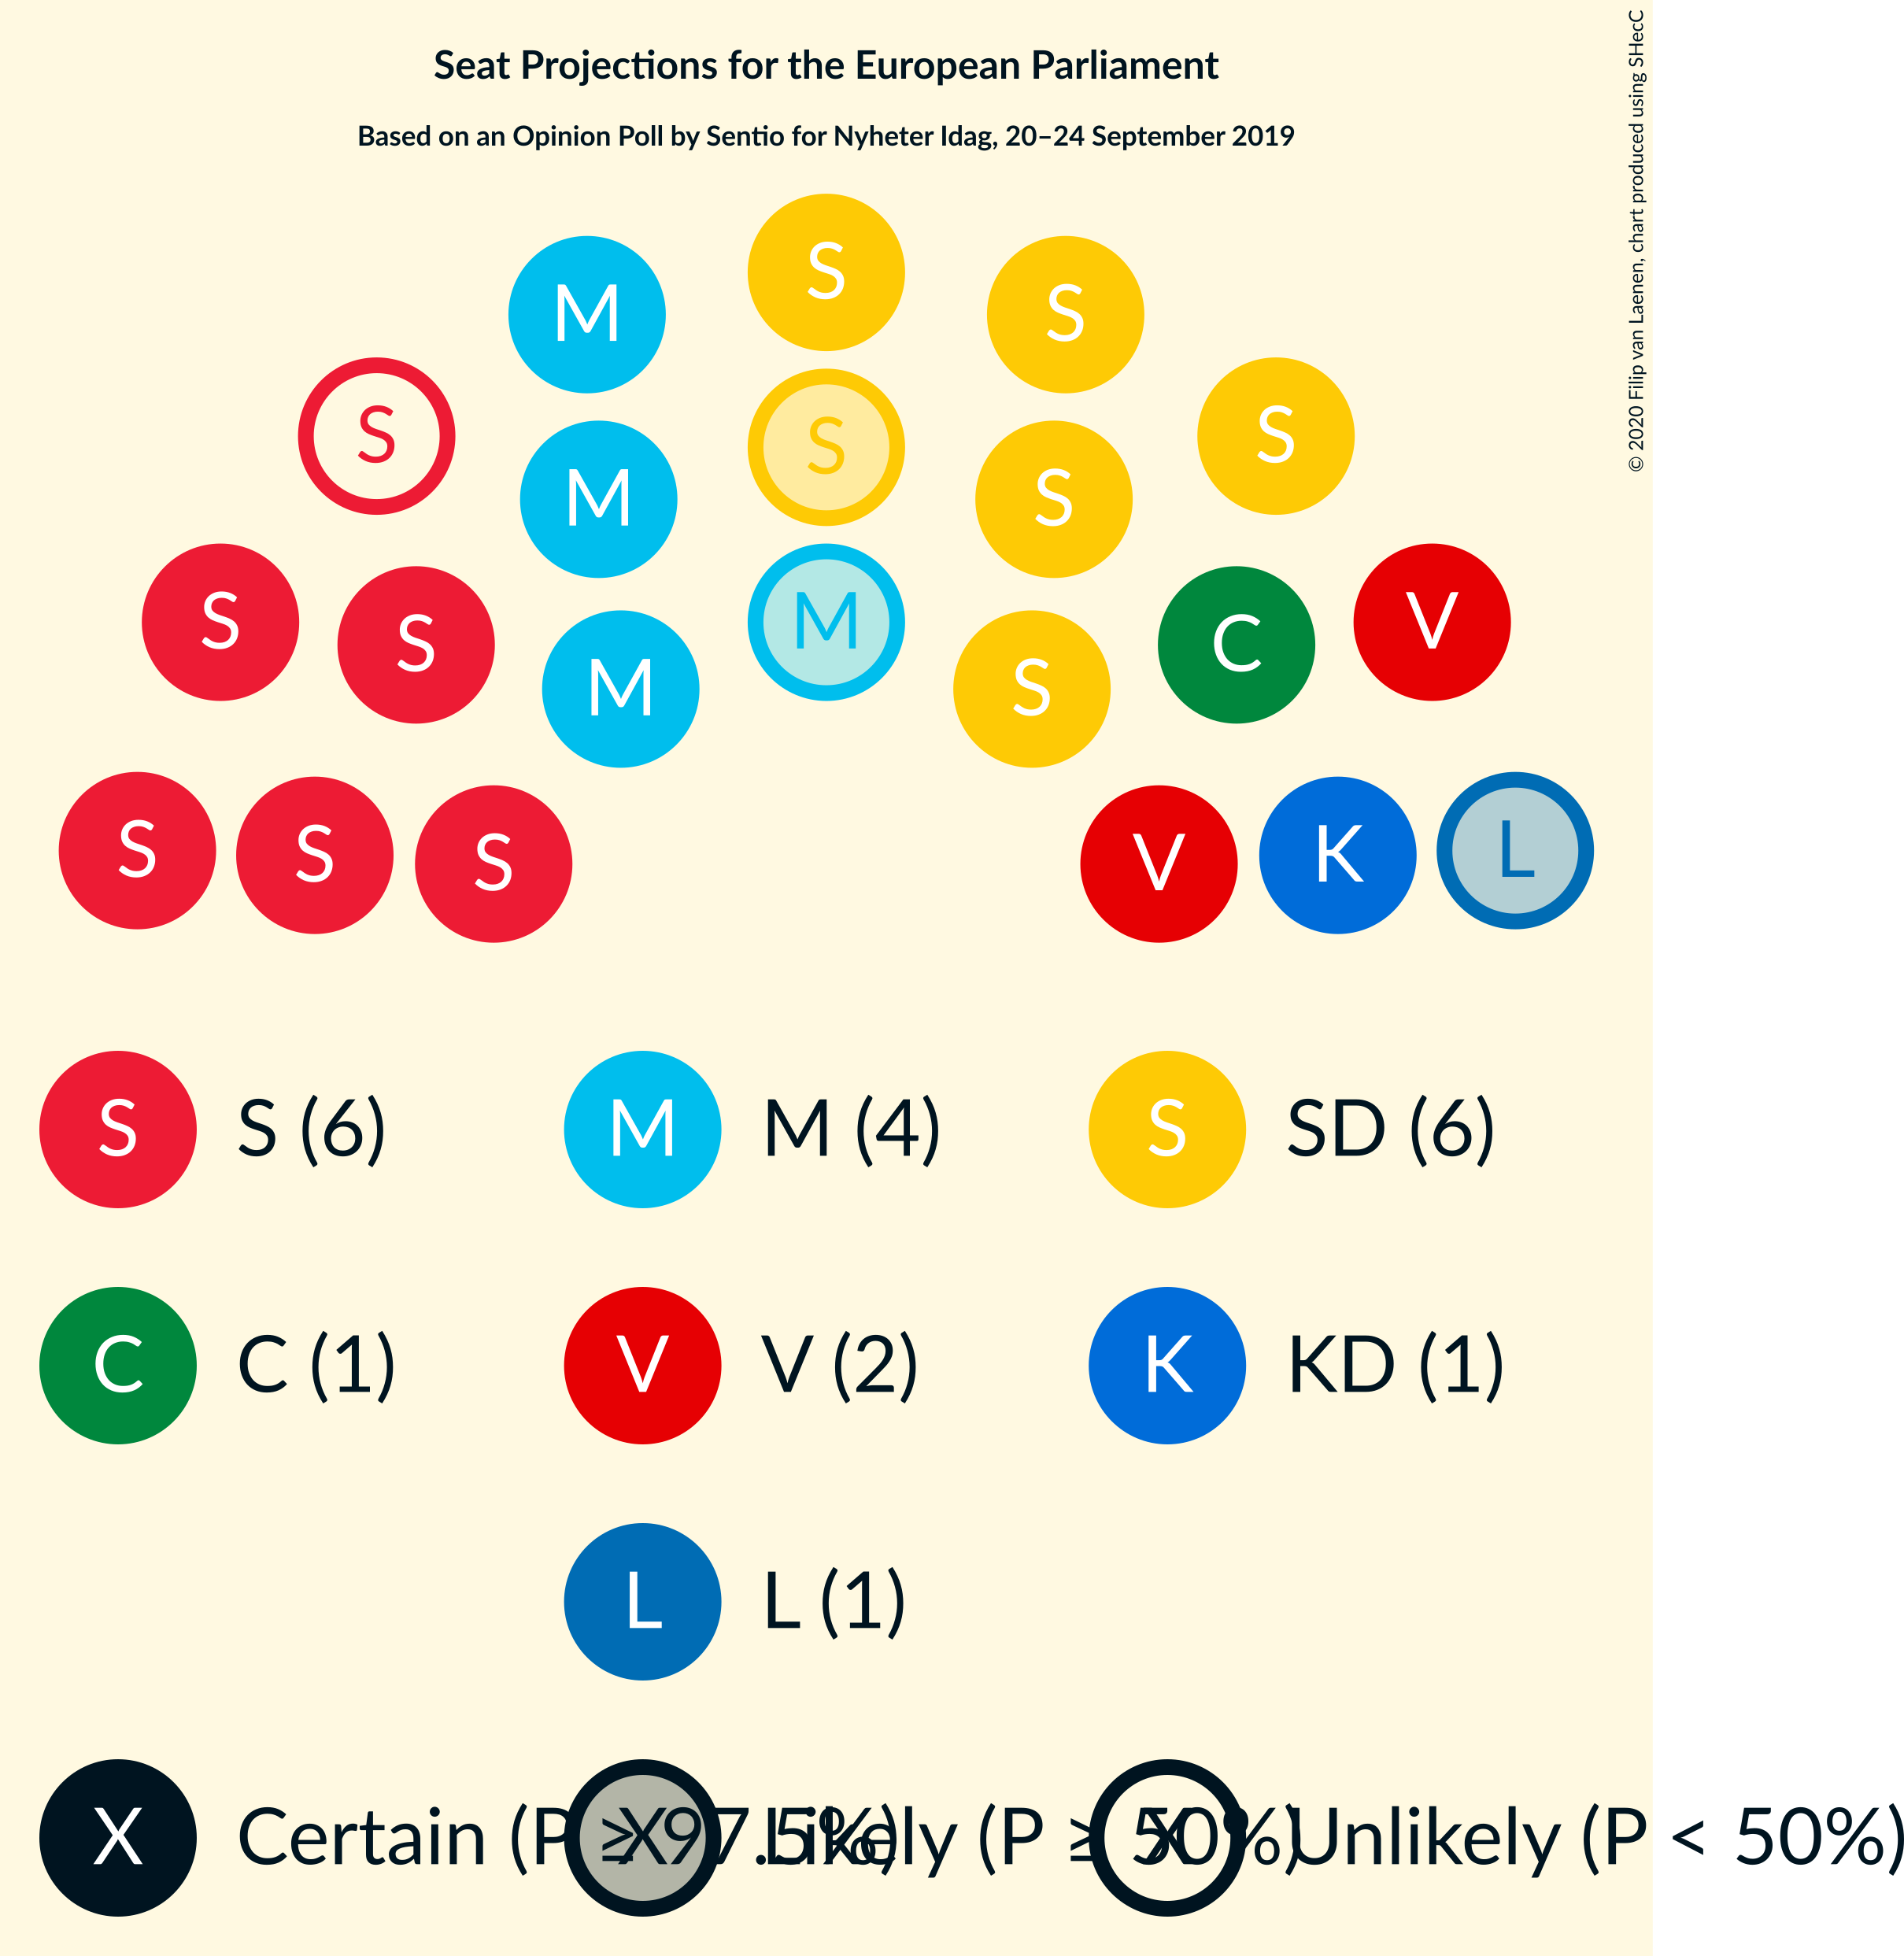 Seat Projections for the European Parliament
Based on an Opinion Poll by Sentio for Nyheter Idag, 20–24 September 2019
© 2020 Filip van Laenen, chart produced using SHecC
S
M S
S
M
S S
S
M
S
S
S
S
M
C
V
M
S
S
S
S
V
K
L
S S (6)
M M (4)
S SD (6)
C C (1)
V V (2)
K KD (1)
L L (1)
X Certain (P ≥ 97.5%)
X Likely (P ≥ 50%)
X Unlikely (P < 50%)